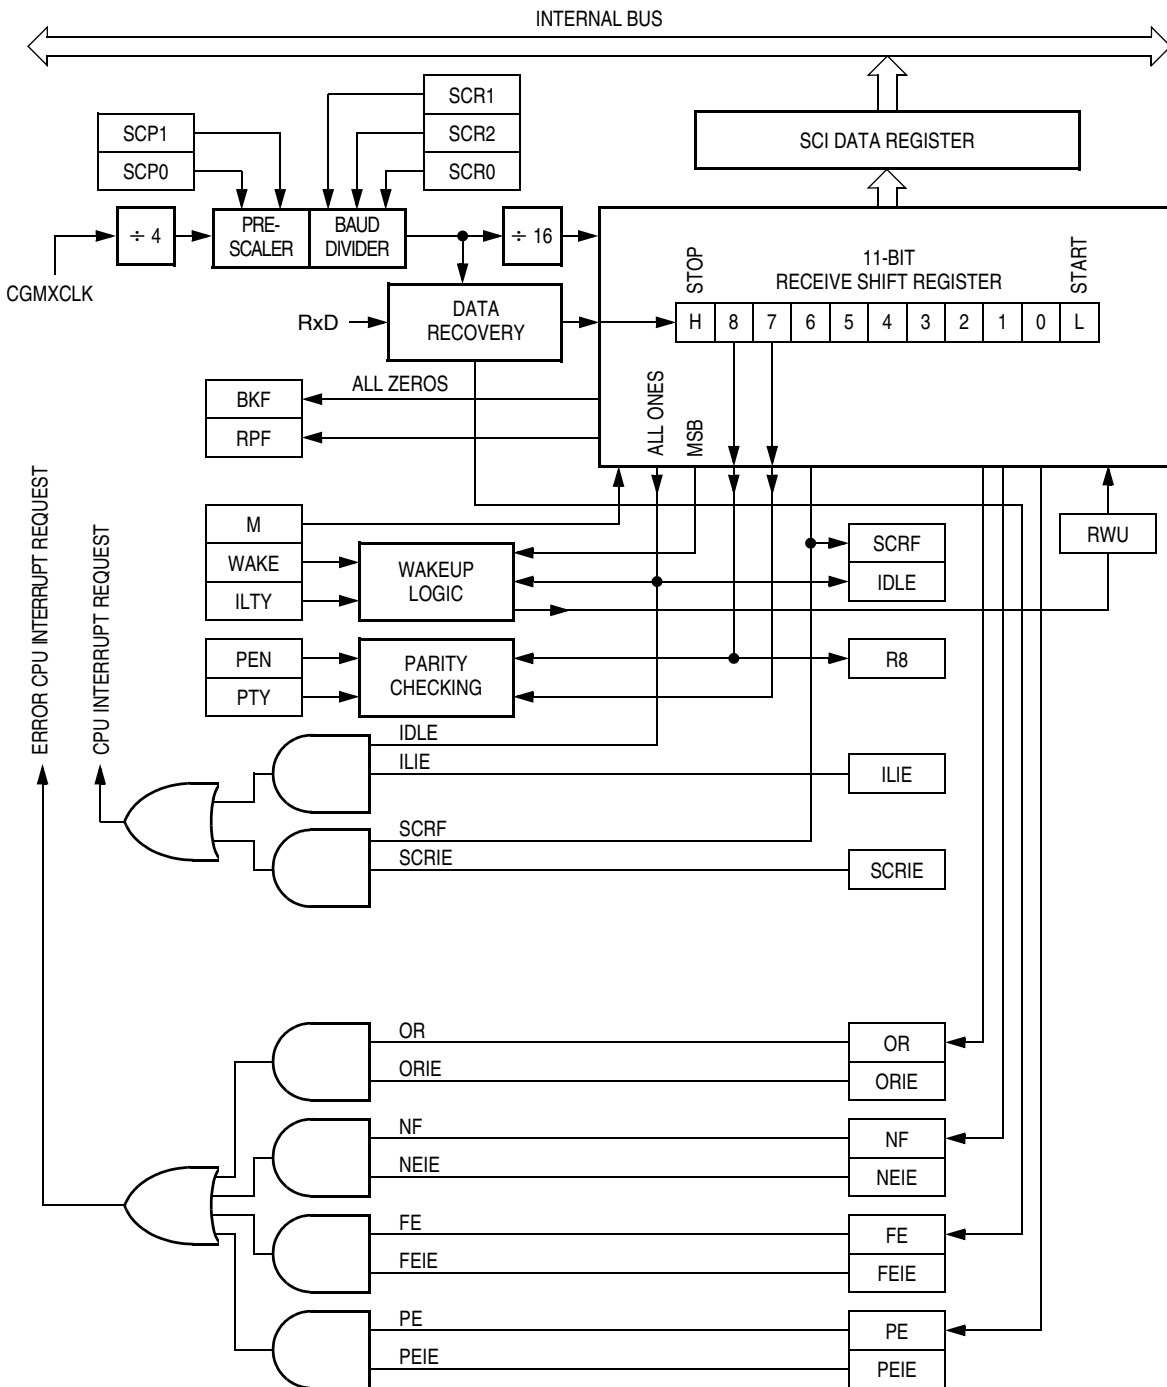 INTERNAL BUS
SCR1
SCP1
SCR2
SCI DATA REGISTER
SCP0
SCR0
÷ 4
PRE-
SCALER
BAUD
DIVIDER
÷ 16
CGMXCLK
STOP
11-BIT
RECEIVE SHIFT REGISTER
START
RxD
DATA
RECOVERY
H 8 7 6 5 4 3 2 1 0 L
ALL ZEROS
BKF
RPF
ALL ONES
MSB
ERROR CPU INTERRUPT REQUEST
CPU INTERRUPT REQUEST
M
WAKE
ILTY
WAKEUP
LOGIC
SCRF
IDLE
RWU
PEN
PTY
PARITY
CHECKING
R8
IDLE
ILIE
ILIE
SCRF
SCRIE
SCRIE
OR
OR
ORIE
ORIE
NF
NF
NEIE
NEIE
FE
FE
FEIE
FEIE
PE
PE
PEIE
PEIE